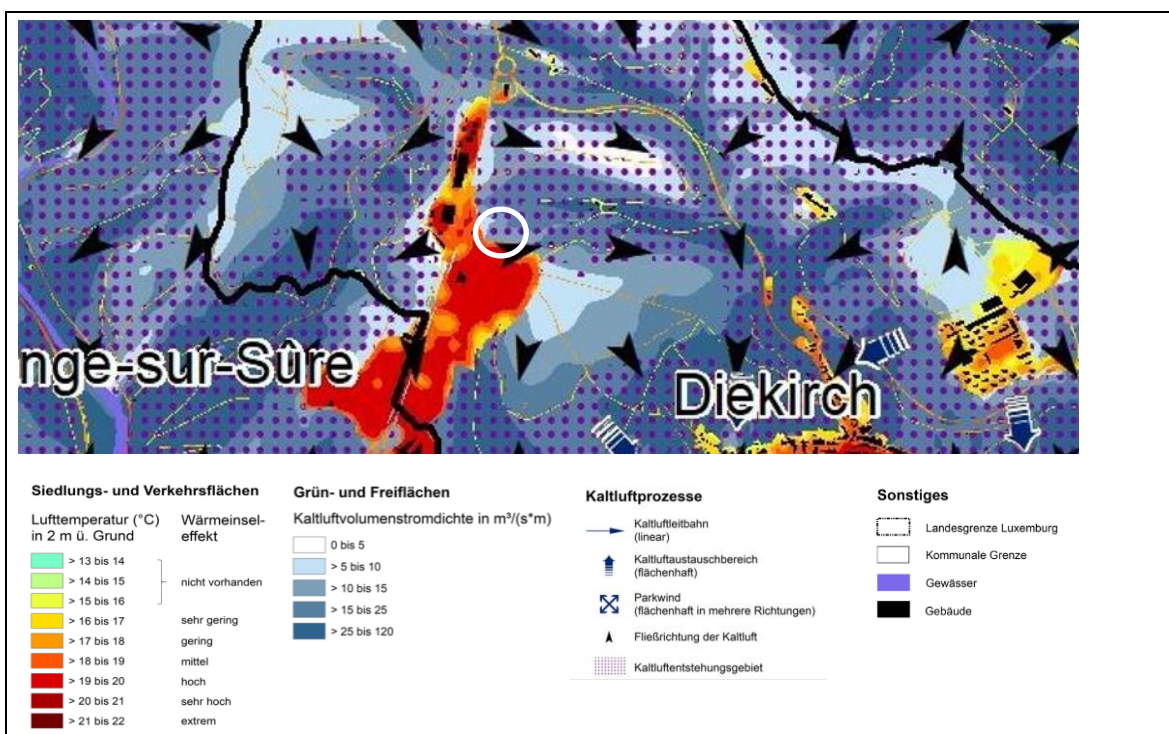 nge-sur-Sûre
Diekirch
Siedlungs- und Verkehrsflächen
Lufttemperatur (°C)
in 2 m ü. Grund
Wärmeinsel-
effekt
> 13 bis 14
> 14 bis 15
nicht vorhanden
> 15 bis 16
> 16 bis 17 sehr gering
> 17 bis 18 gering
> 18 bis 19 mittel
> 19 bis 20 hoch
> 20 bis 21 sehr hoch
> 21 bis 22 extrem
Grün- und Freiflächen
Kaltluftvolumenstromdichte in m³/(s*m)
0 bis 5
> 5 bis 10
> 10 bis 15
> 15 bis 25
> 25 bis 120
Kaltluftprozesse
Kaltluftleitbahn
(linear)
Kaltluftaustauschbereich
(flächenhaft)
Parkwind
(flächenhaft in mehrere Richtungen)
Fließrichtung der Kaltluft
Kaltluftentstehungsgebiet
Sonstiges
Landesgrenze Luxemburg
Kommunale Grenze
Gewässer
Gebäude